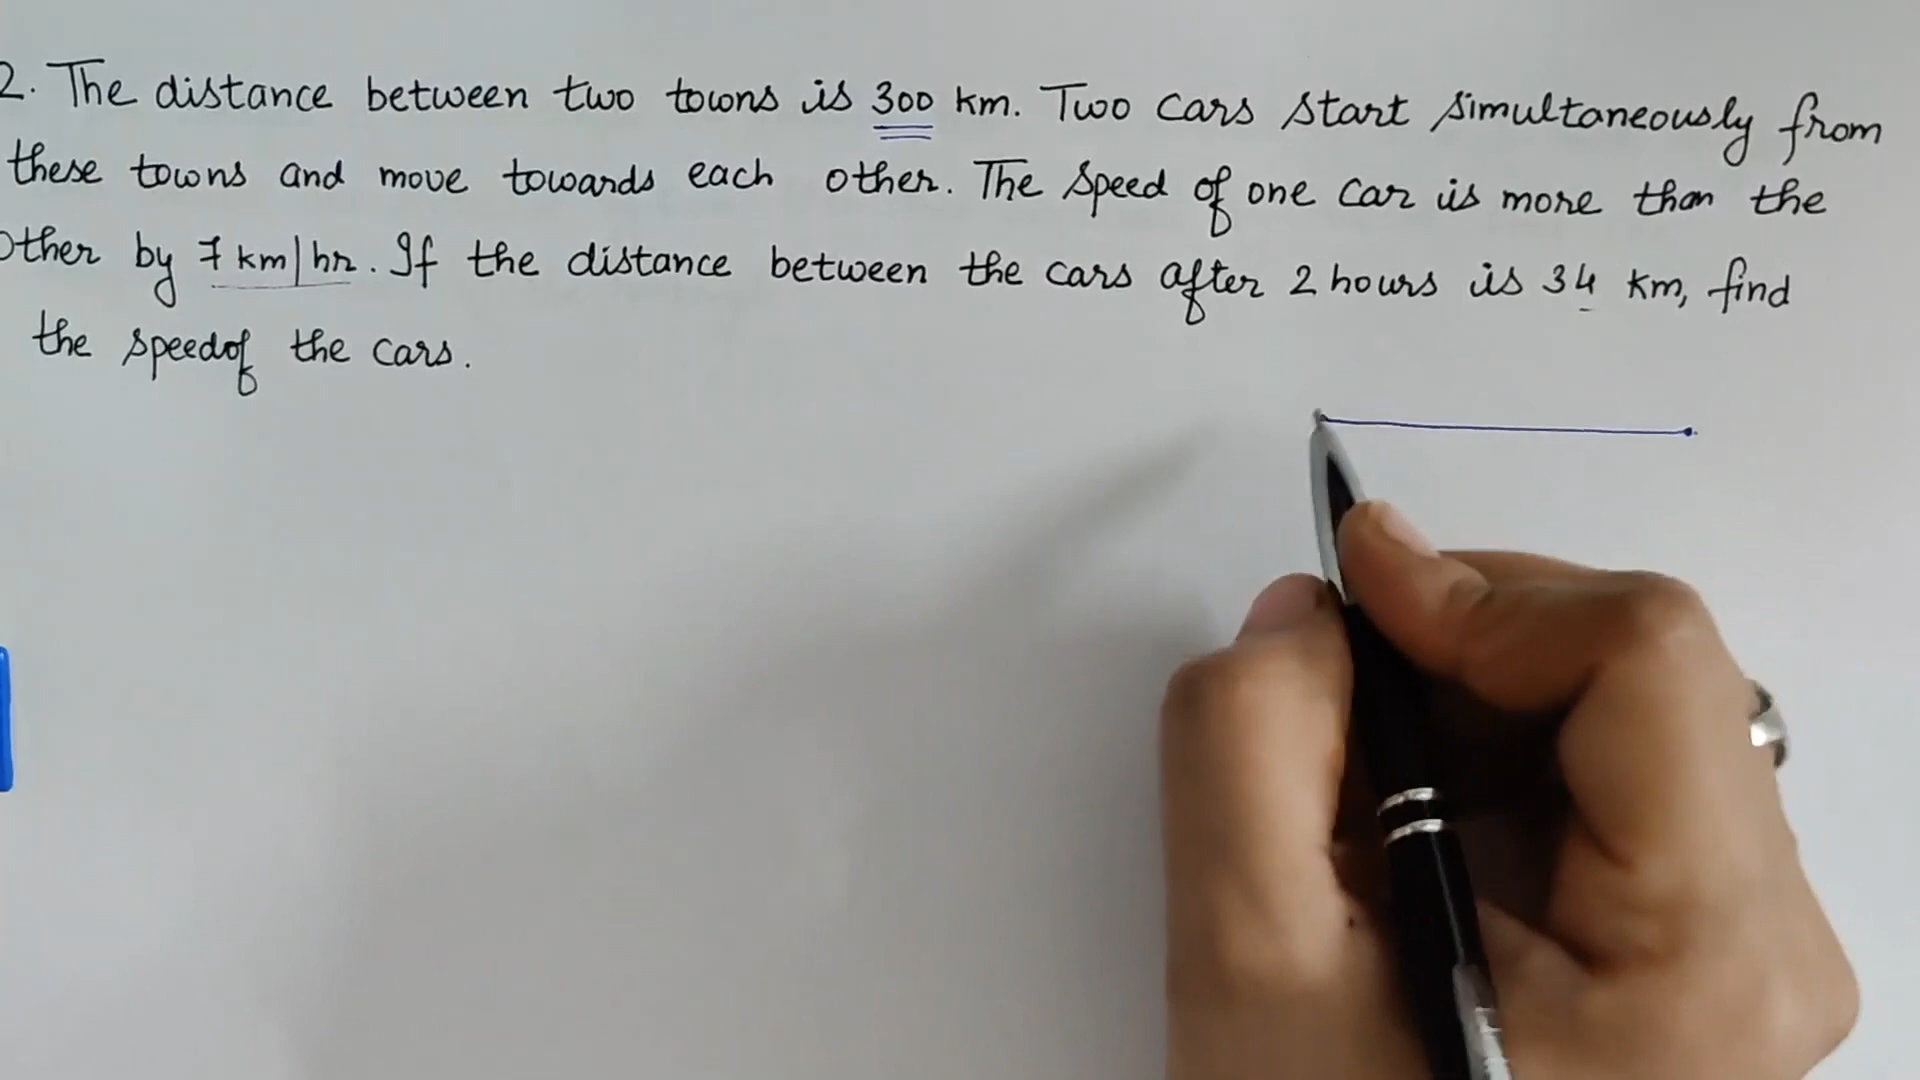 2. The distance between two towns is 300 km. Two cars start simultaneously from
these towns and move towards each other. The speed of one car is more than the
other by 7 km/hr. If the distance between the cars after 2 hours is 34 km, find
the speed of the cars.